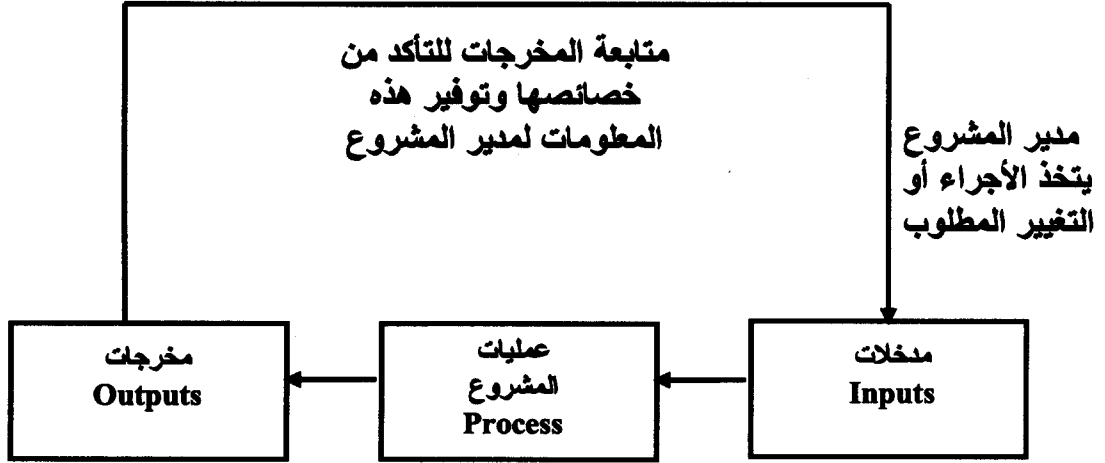 متابعة المخرجات للتأكد من
خصائصها وتوفير هذه
المعلومات لمدير المشروع
مدير المشروع
يتخذ الأجراء أو
التغيير المطلوب
مدخلات
Inputs
عمليات
المشروع
Process
مخرجات
Outputs